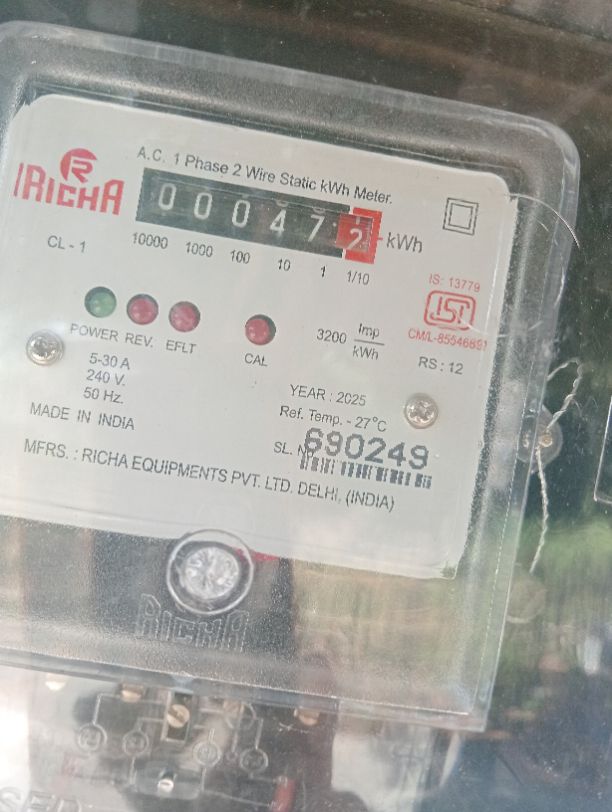 A.C. 1 Phase 2 Wire Static kWh Meter.
RICHA
0 0 0 4 7 2 kWh
CL - 1
10000 1000 100 10 1 1/10
IS: 13779
ISI
POWER REV. EFLT
CAL
3200 Imp/kWh
RS : 12
5-30 A
240 V.
50 Hz.
YEAR : 2025
Ref. Temp. - 27°C
MADE IN INDIA
SL. No. 690249
MFRS. : RICHA EQUIPMENTS PVT. LTD. DELHI, (INDIA)
RICHA